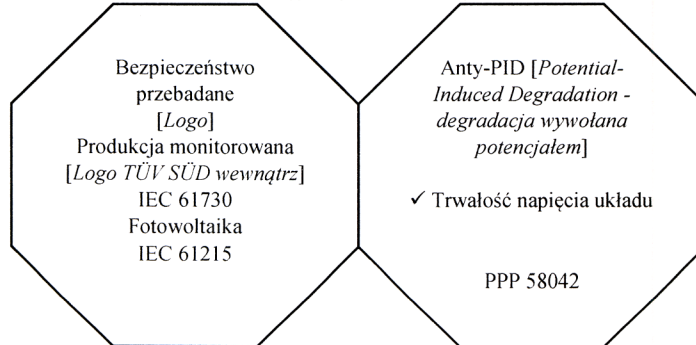 Bezpieczeństwo
przebadane
[Logo]
Produkcja monitorowana
[Logo TÜV SÜD wewnątrz]
IEC 61730
Fotowoltaika
IEC 61215
Anty-PID [Potential-
Induced Degradation -
degradacja wywołana
potencjałem]
✓ Trwałość napięcia układu
PPP 58042